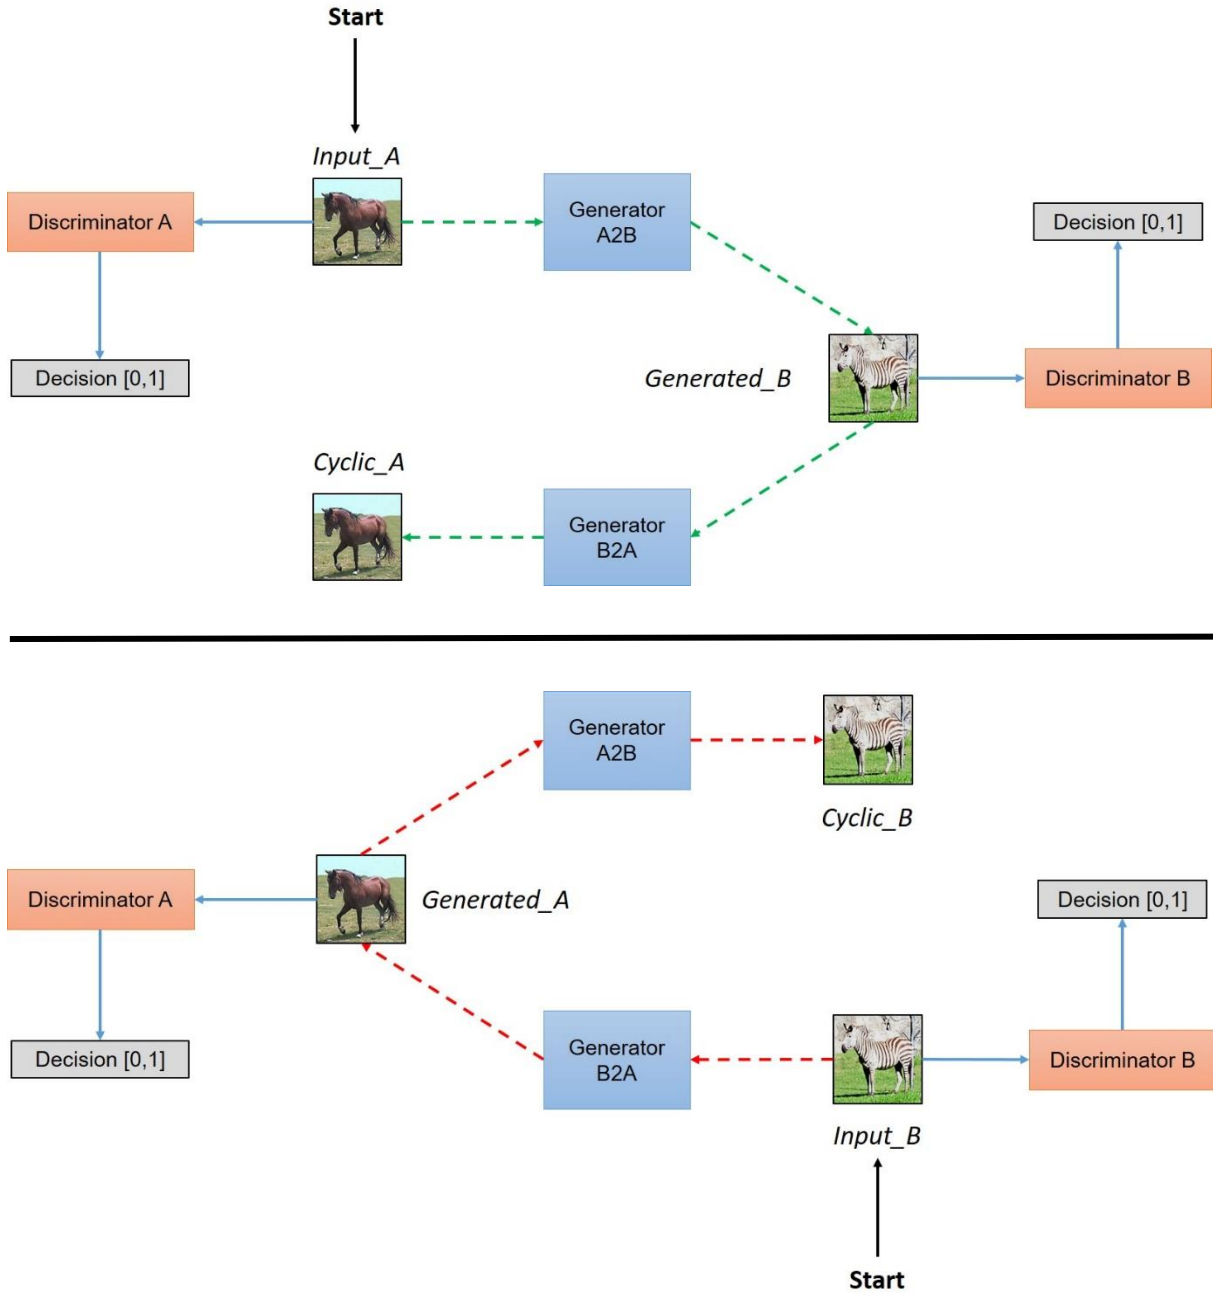 Start
Input_A
Discriminator A
Generator
A2B
Decision [0,1]
Decision [0,1]
Generated_B
Discriminator B
Cyclic_A
Generator
B2A
Generator
A2B
Cyclic_B
Discriminator A
Generated_A
Decision [0,1]
Decision [0,1]
Generator
B2A
Discriminator B
Input_B
Start